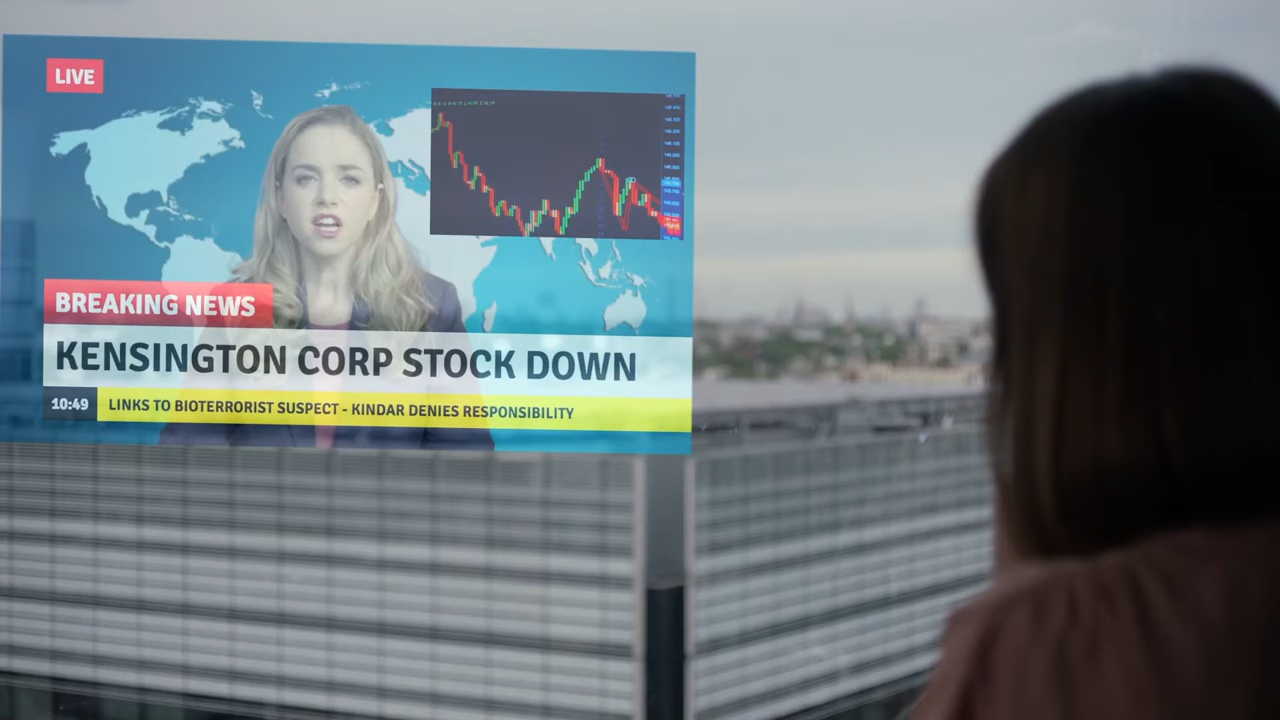 LIVE
BREAKING NEWS
KENSINGTON CORP STOCK DOWN
10:49 LINKS TO BIOTERRORIST SUSPECT - KINDAR DENIES RESPONSIBILITY